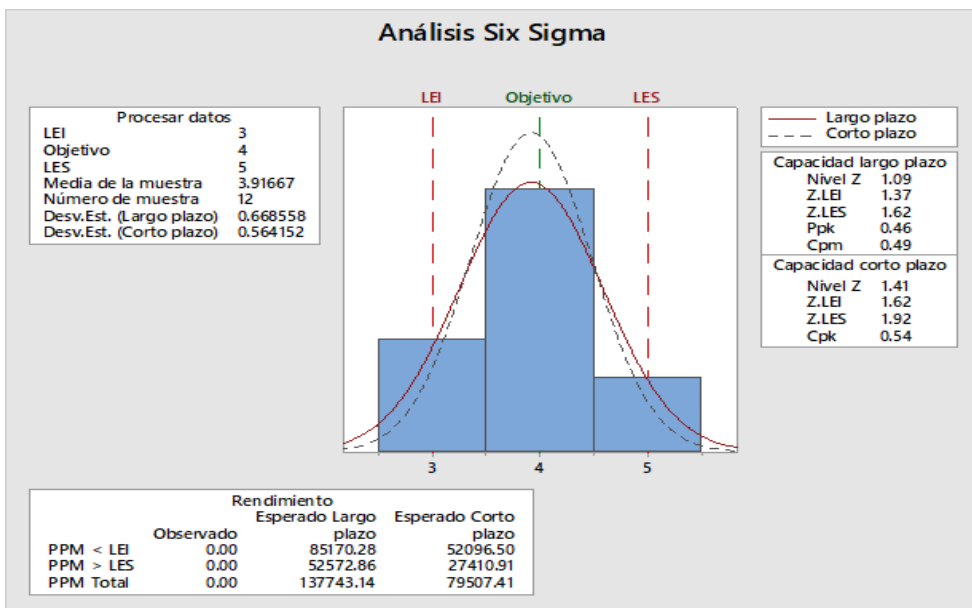 Análisis Six Sigma
LEI Objetivo LES
Procesar datos
LEI 3
Objetivo 4
LES 5
Media de la muestra 3.91667
Número de muestra 12
Desv.Est. (Largo plazo) 0.668558
Desv.Est. (Corto plazo) 0.564152
Largo plazo
Corto plazo
Capacidad largo plazo
Nivel Z 1.09
Z.LEI 1.37
Z.LES 1.62
Ppk 0.46
Cpm 0.49
Capacidad corto plazo
Nivel Z 1.41
Z.LEI 1.62
Z.LES 1.92
Cpk 0.54
3 4 5
Rendimiento
Esperado Largo Esperado Corto
Observado plazo plazo
PPM < LEI 0.00 85170.28 52096.50
PPM > LES 0.00 52572.86 27410.91
PPM Total 0.00 137743.14 79507.41